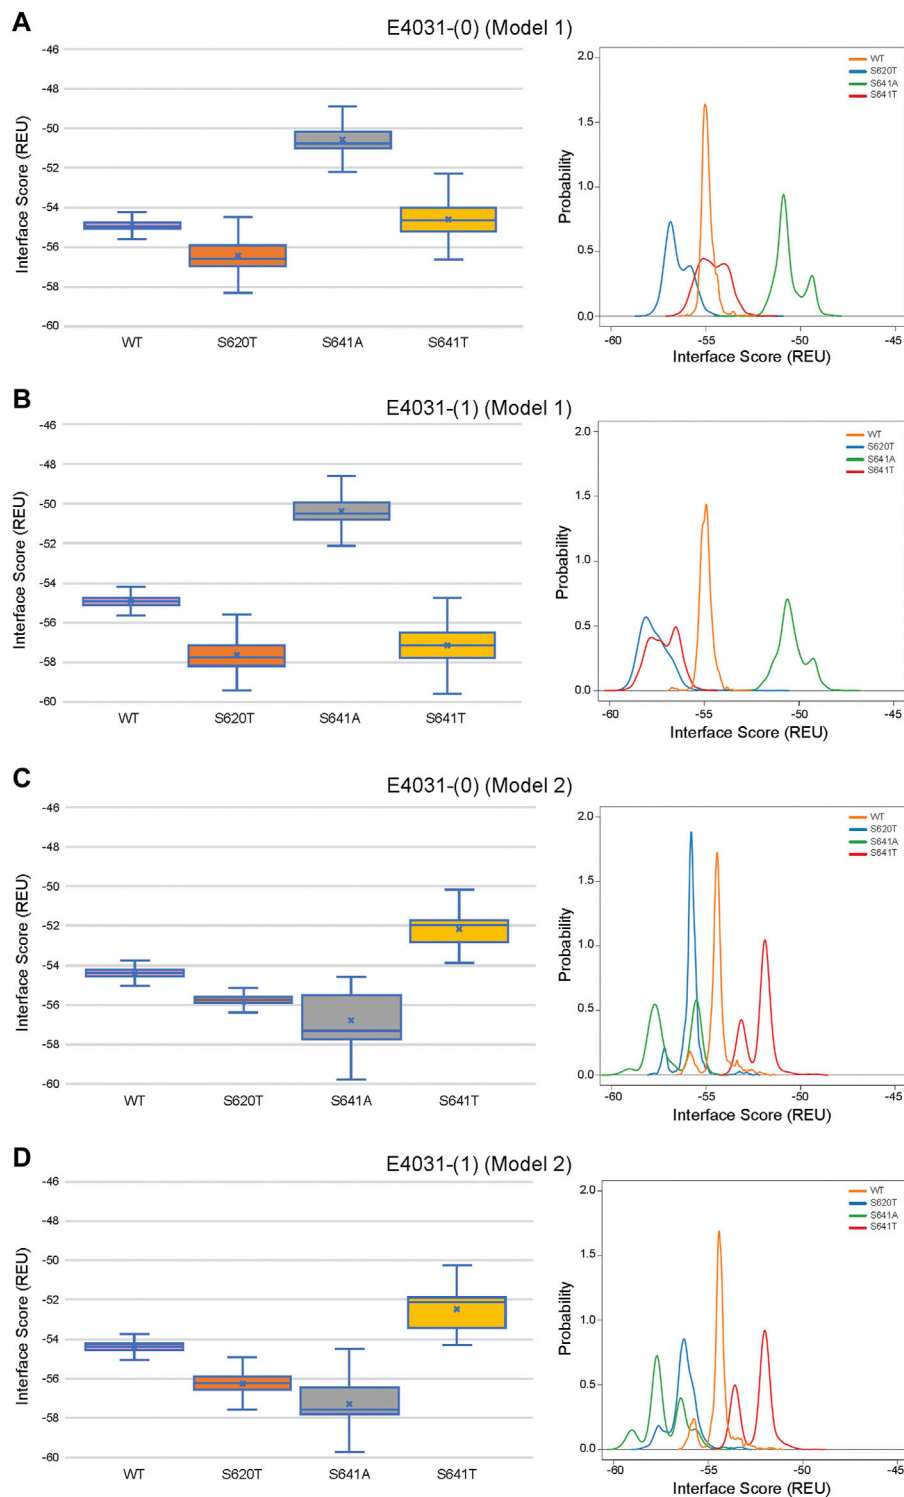 A
E4031-(0) (Model 1)
Interface Score (REU)
-46
-48
-50
-52
-54
-56
-58
-60
WT
S620T
S641A
S641T
Probability
2.0
1.5
1.0
0.5
0.0
WT
S620T
S641A
S641T
-60
-55
-50
-45
Interface Score (REU)
B
E4031-(1) (Model 1)
Interface Score (REU)
-46
-48
-50
-52
-54
-56
-58
-60
WT
S620T
S641A
S641T
Probability
2.0
1.5
1.0
0.5
0.0
WT
S620T
S641A
S641T
-60
-55
-50
-45
Interface Score (REU)
C
E4031-(0) (Model 2)
Interface Score (REU)
-46
-48
-50
-52
-54
-56
-58
-60
WT
S620T
S641A
S641T
Probability
2.0
1.5
1.0
0.5
0.0
WT
S620T
S641A
S641T
-60
-55
-50
-45
Interface Score (REU)
D
E4031-(1) (Model 2)
Interface Score (REU)
-46
-48
-50
-52
-54
-56
-58
-60
WT
S620T
S641A
S641T
Probability
2.0
1.5
1.0
0.5
0.0
WT
S620T
S641A
S641T
-60
-55
-50
-45
Interface Score (REU)